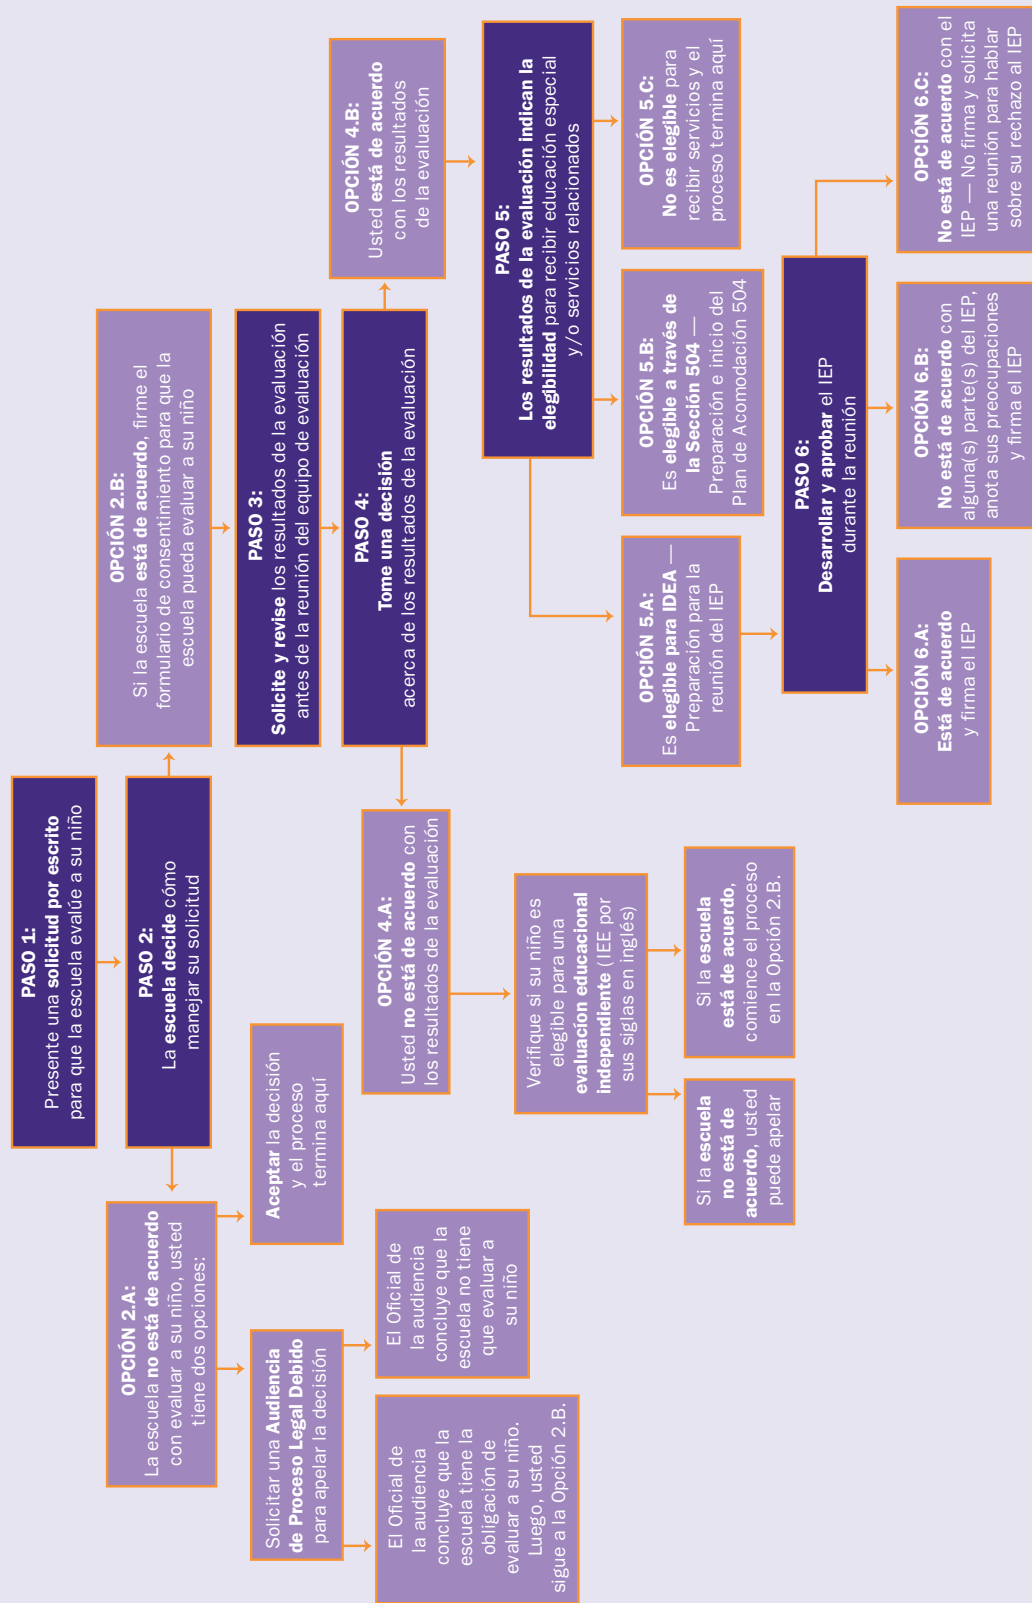 PASO 1:
Presente una solicitud por escrito
para que la escuela evalúe a su niño
PASO 2:
La escuela decide cómo
manejar su solicitud
OPCIÓN 2.A:
La escuela no está de acuerdo
con evaluar a su niño, usted
tiene dos opciones:
Solicitar una Audiencia
de Proceso Legal Debido
para apelar la decisión
El Oficial de
la audiencia
concluye que la
escuela tiene la
obligación de
evaluar a su niño.
Luego, usted
sigue a la Opción 2.B.
El Oficial de
la audiencia
concluye que la
escuela no tiene
que evaluar a
su niño
Aceptar la decisión
y el proceso
termina aquí
OPCIÓN 2.B:
Si la escuela está de acuerdo, firme el
formulario de consentimiento para que la
escuela pueda evaluar a su niño
PASO 3:
Solicite y revise los resultados de la evaluación
antes de la reunión del equipo de evaluación
PASO 4:
Tome una decisión
acerca de los resultados de la evaluación
OPCIÓN 4.A:
Usted no está de acuerdo con
los resultados de la evaluación
Verifique si su niño es
elegible para una
evaluacion educacional
independiente (IEE por
sus siglas en inglés)
Si la escuela
no está de
acuerdo, usted
puede apelar
Si la escuela
está de acuerdo,
comience el proceso
en la Opción 2.B.
OPCIÓN 4.B:
Usted está de acuerdo
con los resultados
de la evaluación
PASO 5:
Los resultados de la evaluación indican la
elegibilidad para recibir educación especial
y/o servicios relacionados
OPCIÓN 5.A:
Es elegible para IDEA —
Preparación para la
reunión del IEP
OPCIÓN 5.B:
Es elegible a través de
la Sección 504 —
Preparación e inicio del
Plan de Acomodación 504
OPCIÓN 5.C:
No es elegible para
recibir servicios y el
proceso termina aquí
PASO 6:
Desarrollar y aprobar el IEP
durante la reunión
OPCIÓN 6.A:
Está de acuerdo
y firma el IEP
OPCIÓN 6.B:
No está de acuerdo con
alguna(s) parte(s) del IEP,
anota sus preocupaciones
y firma el IEP
OPCIÓN 6.C:
No está de acuerdo con el
IEP — No firma y solicita
una reunión para hablar
sobre su rechazo al IEP